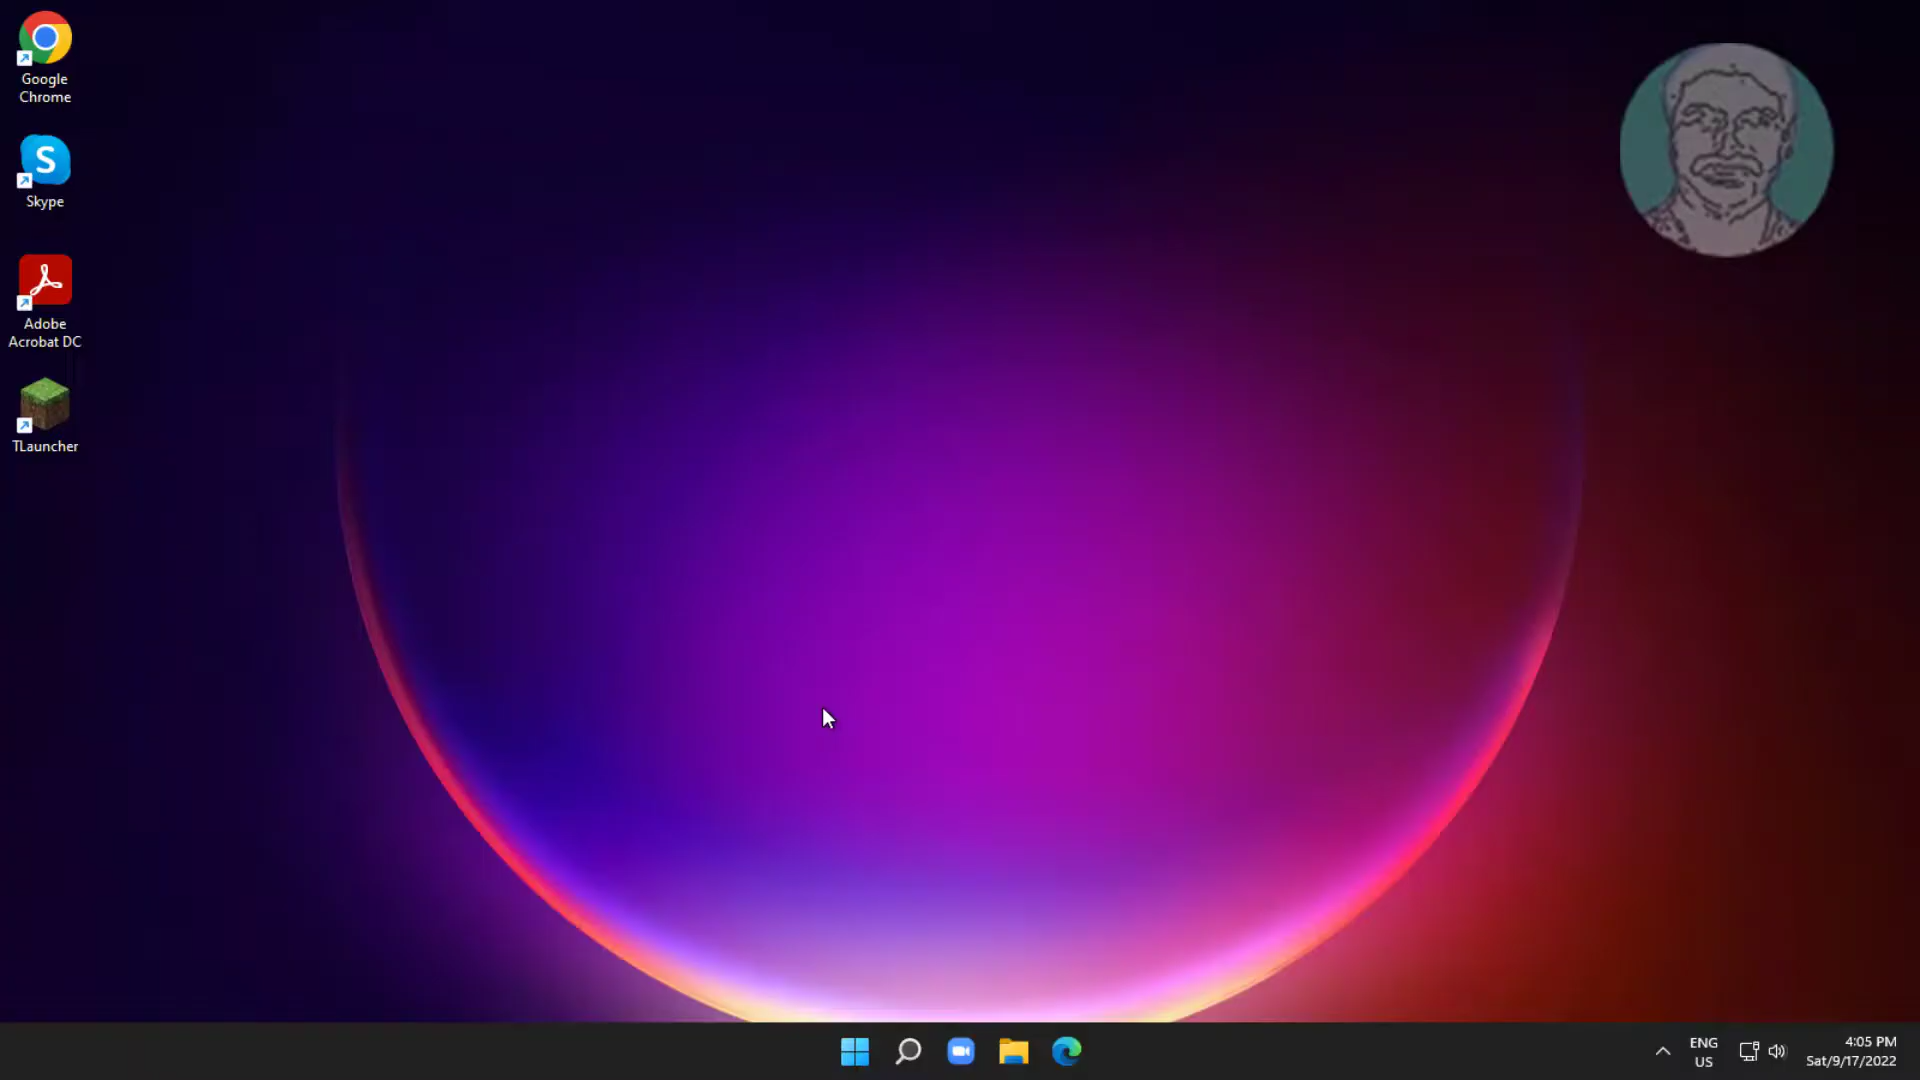 Google
Chrome
S
Skype
Adobe
Acrobat DC
TLauncher
ENG
US
4:05 PM
Sat/9/17/2022